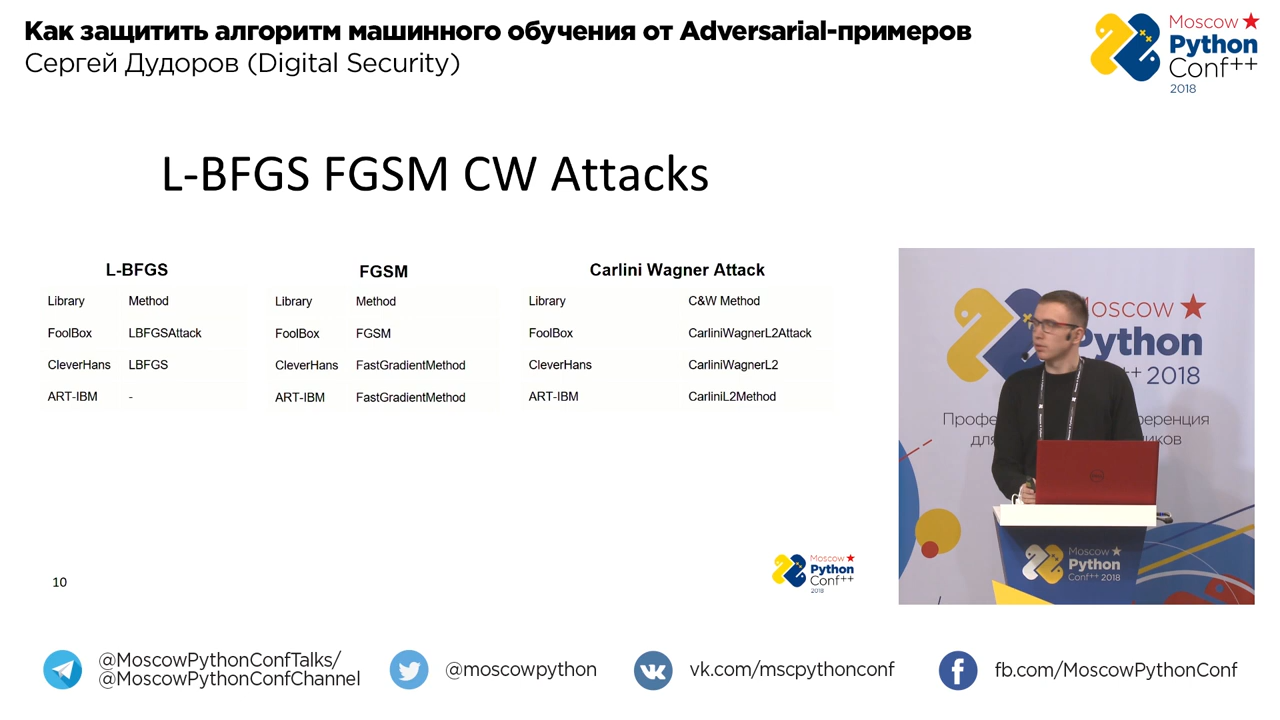 Как защитить алгоритм машинного обучения от Adversarial-примеров
Сергей Дудоров (Digital Security)
Moscow
Python
Conf++
2018
L-BFGS FGSM CW Attacks
L-BFGS
Library Method
FoolBox LBFGSAttack
CleverHans LBFGS
ART-IBM -
FGSM
Library Method
FoolBox FGSM
CleverHans FastGradientMethod
ART-IBM FastGradientMethod
Carlini Wagner Attack
Library C&W Method
FoolBox CarliniWagnerL2Attack
CleverHans CarliniWagnerL2
ART-IBM CarliniL2Method
Moscow
Python
++ 2018
Moscow
Python
Conf++ 2018
10
Moscow
Python
Conf++
2018
@MoscowPythonConfTalks/
@MoscowPythonConfChannel
@moscowpython
vk.com/mscpythonconf
fb.com/MoscowPythonConf